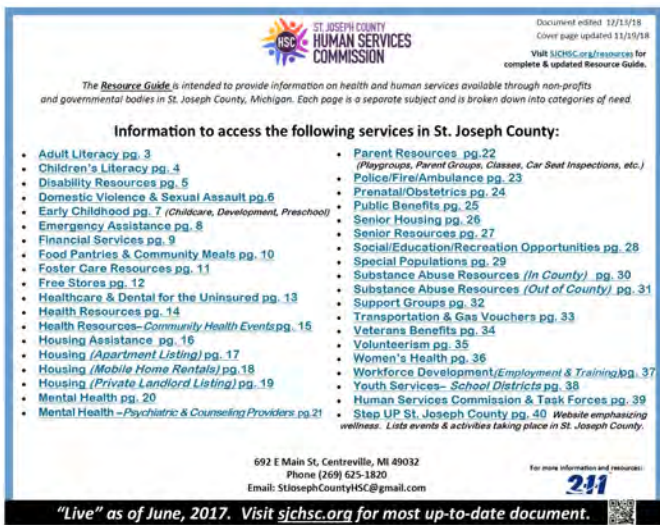 ST. JOSEPH COUNTY
HSC HUMAN SERVICES
COMMISSION
Document edited 12/13/18
Cover page updated 11/19/18
Visit SJCHSC.org/resources for
complete & updated Resource Guide.
The Resource Guide is intended to provide information on health and human services available through non-profits
and governmental bodies in St. Joseph County, Michigan. Each page is a separate subject and is broken down into categories of need.
Information to access the following services in St. Joseph County:
• Adult Literacy pg. 3
• Children's Literacy pg. 4
• Disability Resources pg. 5
• Domestic Violence & Sexual Assault pg.6
• Early Childhood pg. 7 (Childcare, Development, Preschool)
• Emergency Assistance pg. 8
• Financial Services pg. 9
• Food Pantries & Community Meals pg. 10
• Foster Care Resources pg. 11
• Free Stores pg. 12
• Healthcare & Dental for the Uninsured pg. 13
• Health Resources pg. 14
• Health Resources–Community Health Events pg. 15
• Housing Assistance pg. 16
• Housing (Apartment Listing) pg. 17
• Housing (Mobile Home Rentals) pg.18
• Housing (Private Landlord Listing) pg. 19
• Mental Health pg. 20
• Mental Health –Psychiatric & Counseling Providers pg.21
• Parent Resources pg.22
(Playgroups, Parent Groups, Classes, Car Seat Inspections, etc.)
• Police/Fire/Ambulance pg. 23
• Prenatal/Obstetrics pg. 24
• Public Benefits pg. 25
• Senior Housing pg. 26
• Senior Resources pg. 27
• Social/Education/Recreation Opportunities pg. 28
• Special Populations pg. 29
• Substance Abuse Resources (In County) pg. 30
• Substance Abuse Resources (Out of County) pg. 31
• Support Groups pg. 32
• Transportation & Gas Vouchers pg. 33
• Veterans Benefits pg. 34
• Volunteerism pg. 35
• Women's Health pg. 36
• Workforce Development(Employment & Training)pg. 37
• Youth Services– School Districts pg. 38
• Human Services Commission & Task Forces pg. 39
• Step UP St. Joseph County pg. 40 Website emphasizing
wellness. Lists events & activities taking place in St. Joseph County.
692 E Main St, Centreville, MI 49032
Phone (269) 625-1820
Email: StJosephCountyHSC@gmail.com
For more information and resources:
211
"Live" as of June, 2017. Visit sjchsc.org for most up-to-date document.